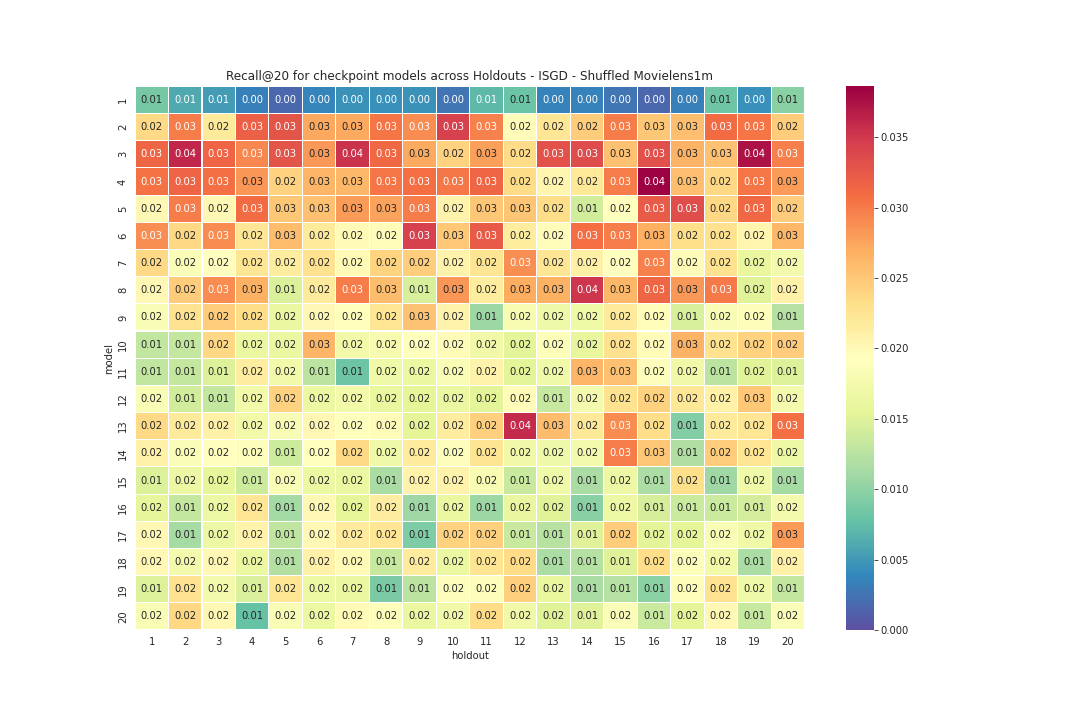 Recall@20 for checkpoint models across Holdouts - ISGD - Shuffled Movielens1m
1 0.01 0.01 0.01 0.00 0.00 0.00 0.00 0.00 0.00 0.00 0.01 0.01 0.00 0.00 0.00 0.00 0.00 0.01 0.00 0.01
2 0.02 0.03 0.02 0.03 0.03 0.03 0.03 0.03 0.03 0.03 0.03 0.02 0.02 0.02 0.03 0.03 0.03 0.03 0.03 0.02
3 0.03 0.04 0.03 0.03 0.03 0.03 0.04 0.03 0.03 0.02 0.03 0.02 0.03 0.03 0.03 0.03 0.03 0.03 0.04 0.03
4 0.03 0.03 0.03 0.03 0.02 0.03 0.03 0.03 0.03 0.03 0.03 0.02 0.02 0.02 0.03 0.04 0.03 0.02 0.03 0.03
5 0.02 0.03 0.02 0.03 0.03 0.03 0.03 0.03 0.03 0.02 0.03 0.03 0.02 0.01 0.02 0.03 0.03 0.02 0.03 0.02
6 0.03 0.02 0.03 0.02 0.03 0.02 0.02 0.02 0.03 0.03 0.03 0.02 0.02 0.03 0.03 0.03 0.02 0.02 0.02 0.03
7 0.02 0.02 0.02 0.02 0.02 0.02 0.02 0.02 0.02 0.02 0.02 0.03 0.02 0.02 0.02 0.03 0.02 0.02 0.02 0.02
8 0.02 0.02 0.03 0.03 0.01 0.02 0.03 0.03 0.01 0.03 0.02 0.03 0.03 0.04 0.03 0.03 0.03 0.03 0.02 0.02
9 0.02 0.02 0.02 0.02 0.02 0.02 0.02 0.02 0.03 0.02 0.01 0.02 0.02 0.02 0.02 0.02 0.01 0.02 0.02 0.01
10 0.01 0.01 0.02 0.02 0.02 0.03 0.02 0.02 0.02 0.02 0.02 0.02 0.02 0.02 0.02 0.02 0.03 0.02 0.02 0.02
11 0.01 0.01 0.01 0.02 0.02 0.01 0.01 0.02 0.02 0.02 0.02 0.02 0.02 0.03 0.03 0.02 0.02 0.01 0.02 0.01
12 0.02 0.01 0.01 0.02 0.02 0.02 0.02 0.02 0.02 0.02 0.02 0.02 0.01 0.02 0.02 0.02 0.02 0.02 0.03 0.02
13 0.02 0.02 0.02 0.02 0.02 0.02 0.02 0.02 0.02 0.02 0.02 0.04 0.03 0.02 0.03 0.02 0.01 0.02 0.02 0.03
14 0.02 0.02 0.02 0.02 0.01 0.02 0.02 0.02 0.02 0.02 0.02 0.02 0.02 0.02 0.03 0.03 0.01 0.02 0.02 0.02
15 0.01 0.02 0.02 0.01 0.02 0.02 0.02 0.01 0.02 0.02 0.02 0.01 0.02 0.01 0.02 0.01 0.02 0.01 0.02 0.01
16 0.02 0.01 0.02 0.02 0.01 0.02 0.02 0.02 0.01 0.02 0.01 0.02 0.02 0.01 0.02 0.01 0.01 0.01 0.01 0.02
17 0.02 0.01 0.02 0.02 0.01 0.02 0.02 0.02 0.01 0.02 0.02 0.01 0.01 0.01 0.02 0.02 0.02 0.01 0.02 0.03
18 0.02 0.02 0.02 0.02 0.01 0.02 0.02 0.01 0.02 0.02 0.02 0.02 0.01 0.01 0.01 0.02 0.02 0.02 0.01 0.02
19 0.01 0.02 0.02 0.01 0.02 0.02 0.02 0.01 0.01 0.02 0.02 0.02 0.02 0.01 0.01 0.01 0.02 0.02 0.02 0.01
20 0.02 0.02 0.02 0.01 0.02 0.02 0.02 0.02 0.02 0.02 0.02 0.02 0.01 0.01 0.02 0.01 0.02 0.02 0.01 0.02
1 2 3 4 5 6 7 8 9 10 11 12 13 14 15 16 17 18 19 20
holdout
model
0.035
0.030
0.025
0.020
0.015
0.010
0.005
0.000